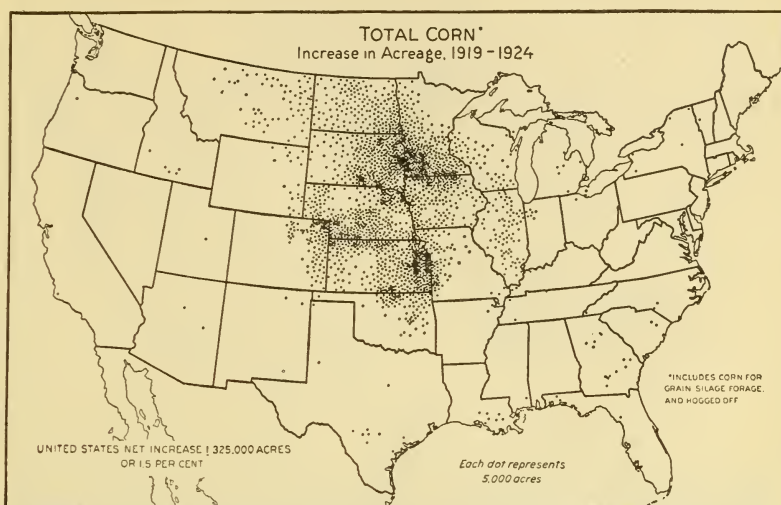 TOTAL CORN*
Increase in Acreage, 1919-1924
*INCLUDES CORN FOR
GRAIN SILAGE FORAGE,
AND HOGGED OFF
UNITED STATES NET INCREASE 1 325,000 ACRES
OR 1.5 PER CENT
Each dot represents
5,000 acres